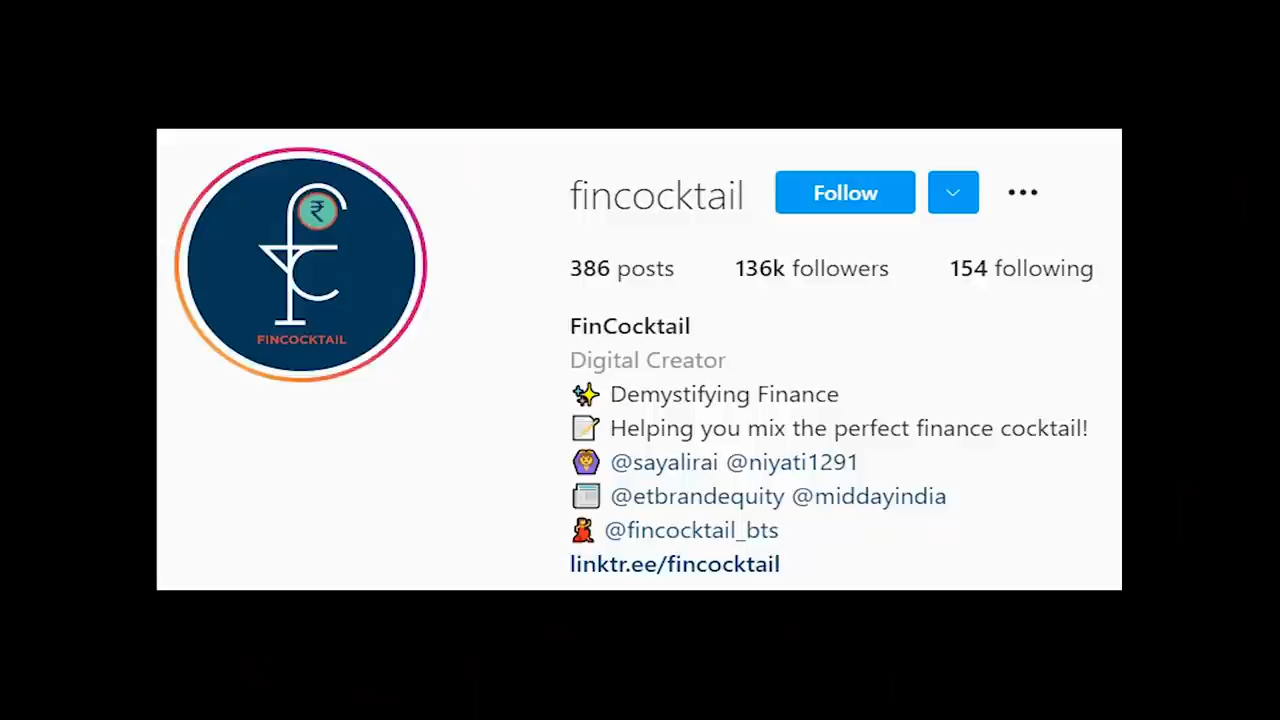 fincocktail Follow
386 posts 136k followers 154 following
FinCocktail
Digital Creator
✨ Demystifying Finance
📝 Helping you mix the perfect finance cocktail!
🙆 @sayalirai @niyati1291
📰 @etbrandequity @middayindia
💃 @fincocktail_bts
linktr.ee/fincocktail
₹
fc
FINCOCKTAIL